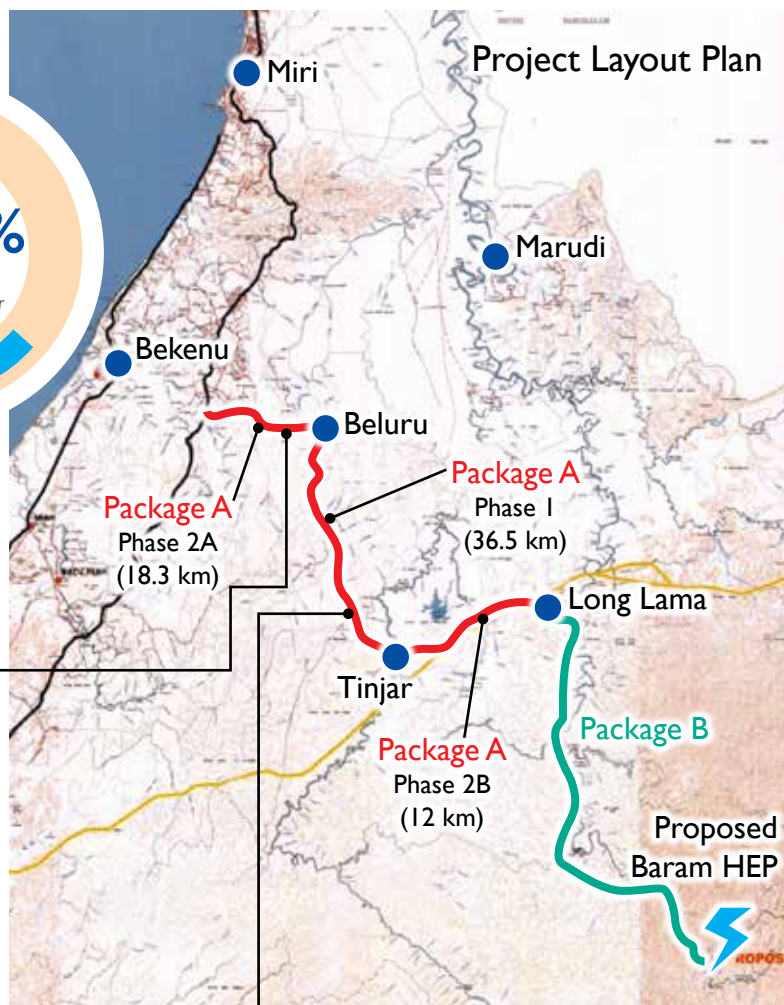 Project Layout Plan
Miri
%
Marudi
Bekenu
Beluru
Package A
Phase 2A
(18.3 km)
Package A
Phase 1
(36.5 km)
Long Lama
Tinjar
Package A
Phase 2B
(12 km)
Package B
Proposed
Baram HEP
ROPOS